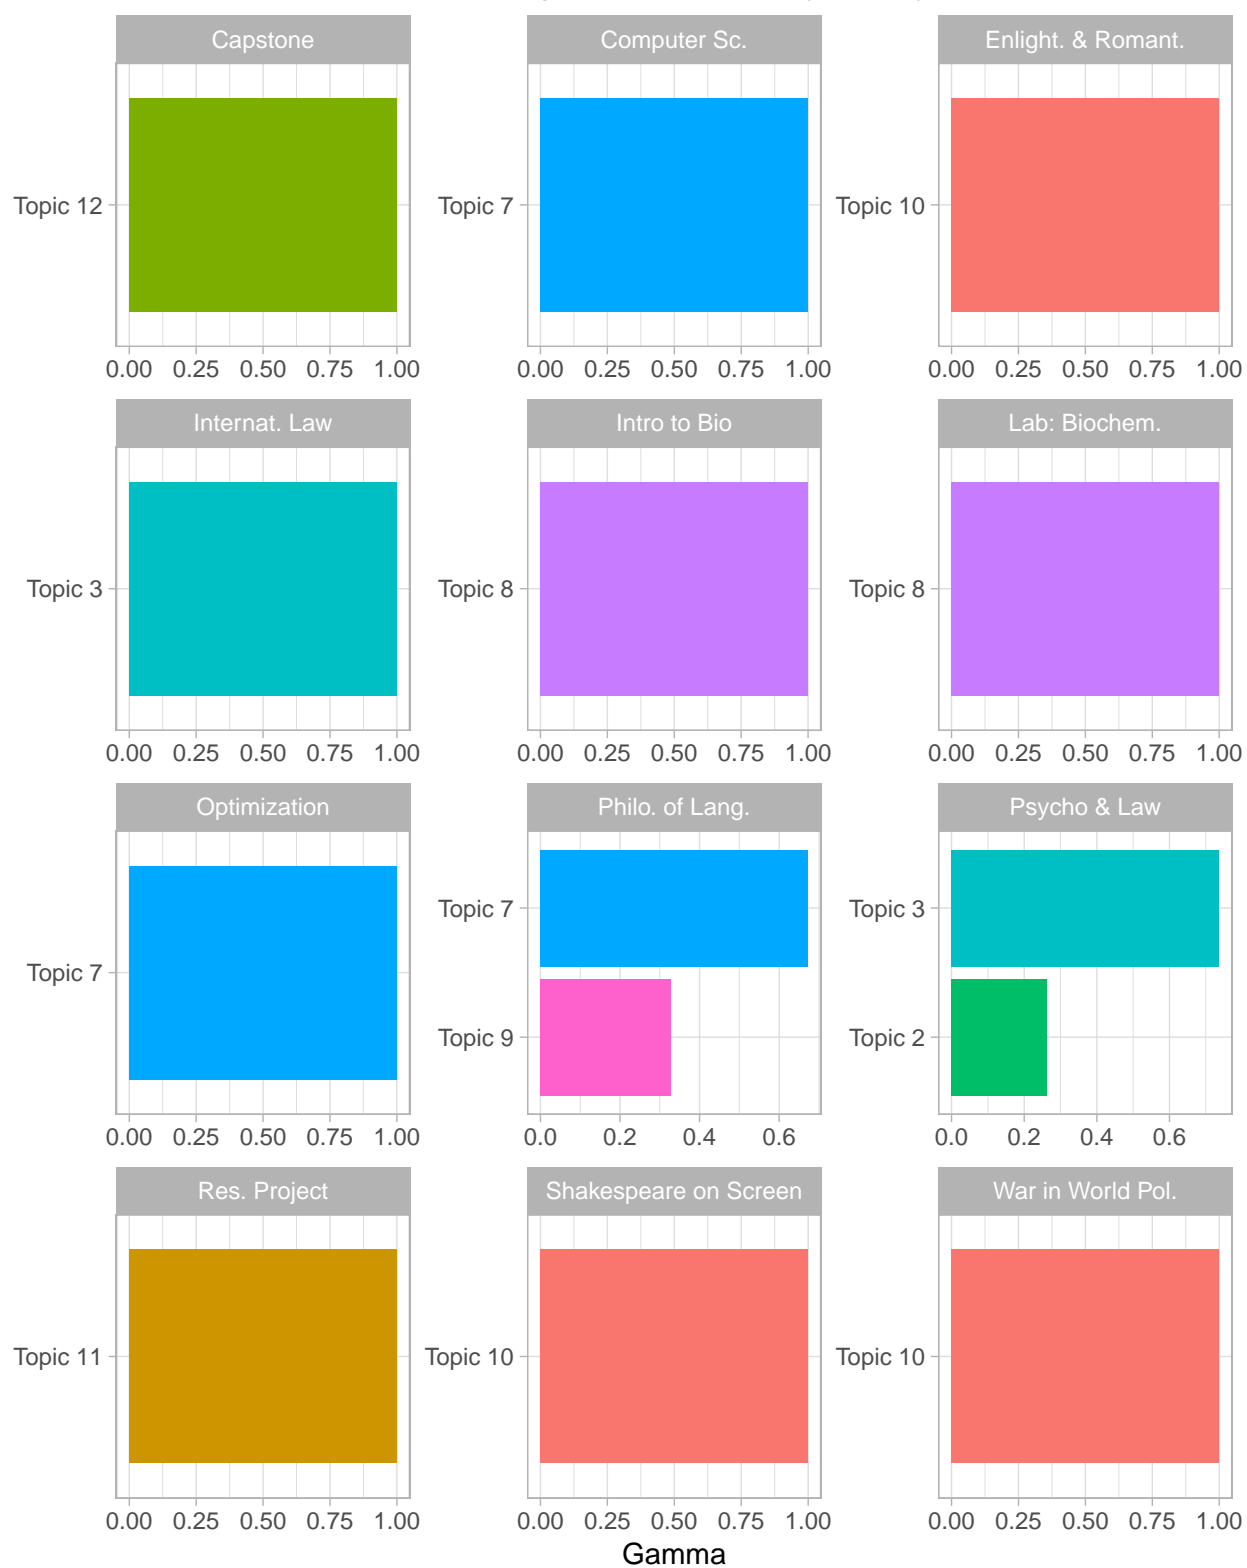 Capstone Computer Sc. Enlight. & Romant.
Topic 12 Topic 7 Topic 10
0.00 0.25 0.50 0.75 1.00 0.00 0.25 0.50 0.75 1.00 0.00 0.25 0.50 0.75 1.00
Internat. Law Intro to Bio Lab: Biochem.
Topic 3 Topic 8 Topic 8
0.00 0.25 0.50 0.75 1.00 0.00 0.25 0.50 0.75 1.00 0.00 0.25 0.50 0.75 1.00
Optimization Philo. of Lang. Psycho & Law
Topic 7 Topic 3
Topic 7
Topic 9 Topic 2
0.00 0.25 0.50 0.75 1.00 0.0 0.2 0.4 0.6 0.0 0.2 0.4 0.6
Res. Project Shakespeare on Screen War in World Pol.
Topic 11 Topic 10 Topic 10
0.00 0.25 0.50 0.75 1.00 0.00 0.25 0.50 0.75 1.00 0.00 0.25 0.50 0.75 1.00
Gamma